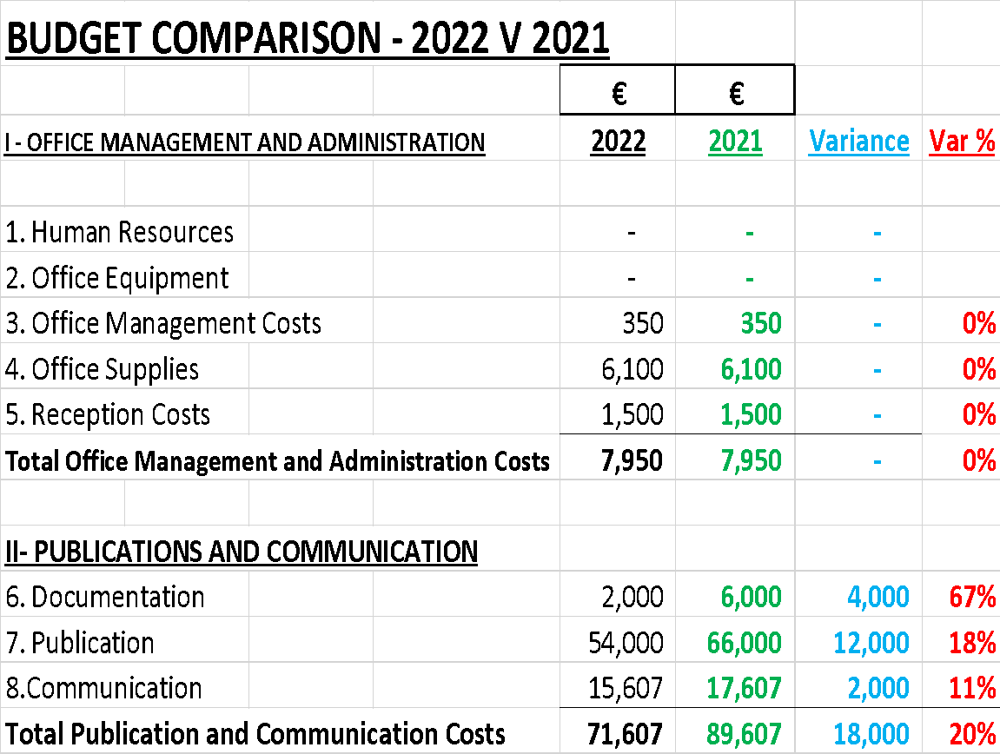 BUDGET COMPARISON - 2022 V 2021
€ €
I - OFFICE MANAGEMENT AND ADMINISTRATION 2022 2021 Variance Var %
1. Human Resources - - -
2. Office Equipment - - -
3. Office Management Costs 350 350 - 0%
4. Office Supplies 6,100 6,100 - 0%
5. Reception Costs 1,500 1,500 - 0%
Total Office Management and Administration Costs 7,950 7,950 - 0%
II- PUBLICATIONS AND COMMUNICATION
6. Documentation 2,000 6,000 4,000 67%
7. Publication 54,000 66,000 12,000 18%
8.Communication 15,607 17,607 2,000 11%
Total Publication and Communication Costs 71,607 89,607 18,000 20%